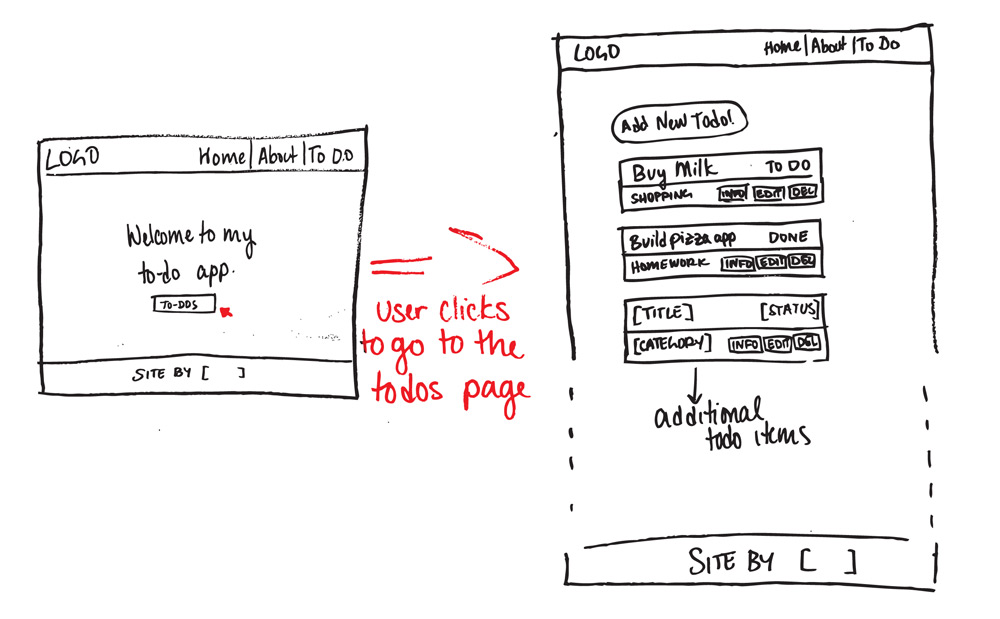 LOGO
Home | About | To Do
Welcome to my
to-do app.
TO-DOS
SITE BY [ ]
user clicks
to go to the
todos page
LOGO
Home | About | To Do
Add New Todo!
Buy Milk TO DO
SHOPPING INFO EDIT DEL
Build pizza app DONE
HOMEWORK INFO EDIT DEL
[TITLE] [STATUS]
[CATEGORY] INFO EDIT DEL
additional
todo items
SITE BY [ ]